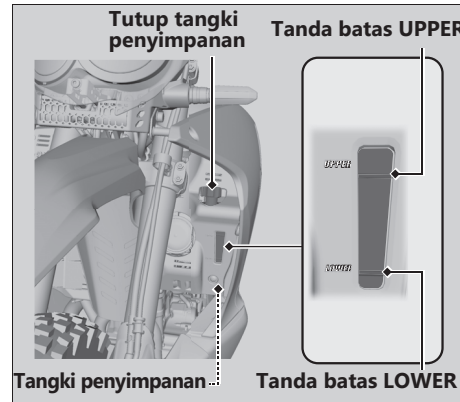 Tutup tangki
penyimpanan
Tanda batas UPPER
UPPER
LOWER
Tangki penyimpanan
Tanda batas LOWER